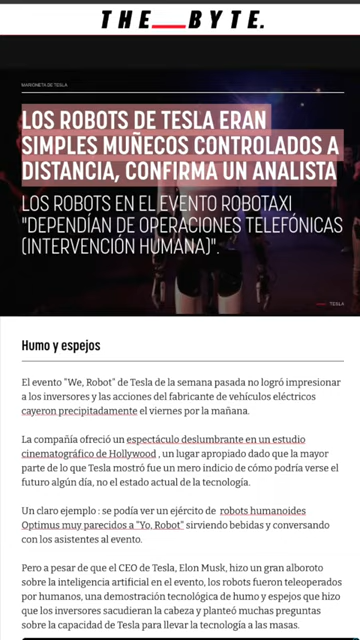 THE__BYTE.
MARIONETA DE TESLA
LOS ROBOTS DE TESLA ERAN
SIMPLES MUÑECOS CONTROLADOS A
DISTANCIA, CONFIRMA UN ANALISTA
LOS ROBOTS EN EL EVENTO ROBOTAXI
"DEPENDÍAN DE OPERACIONES TELEFÓNICAS
(INTERVENCIÓN HUMANA)".
TESLA
Humo y espejos
El evento "We, Robot" de Tesla de la semana pasada no logró impresionar
a los inversores y las acciones del fabricante de vehículos eléctricos
cayeron precipitadamente el viernes por la mañana.
La compañía ofreció un espectáculo deslumbrante en un estudio
cinematográfico de Hollywood , un lugar apropiado dado que la mayor
parte de lo que Tesla mostró fue un mero indicio de cómo podría verse el
futuro algún día, no el estado actual de la tecnología.
Un claro ejemplo : se podía ver un ejército de robots humanoides
Optimus muy parecidos a "Yo, Robot" sirviendo bebidas y conversando
con los asistentes al evento.
Pero a pesar de que el CEO de Tesla, Elon Musk, hizo un gran alboroto
sobre la inteligencia artificial en el evento, los robots fueron teleoperados
por humanos, una demostración tecnológica de humo y espejos que hizo
que los inversores sacudieran la cabeza y planteó muchas preguntas
sobre la capacidad de Tesla para llevar la tecnología a las masas.